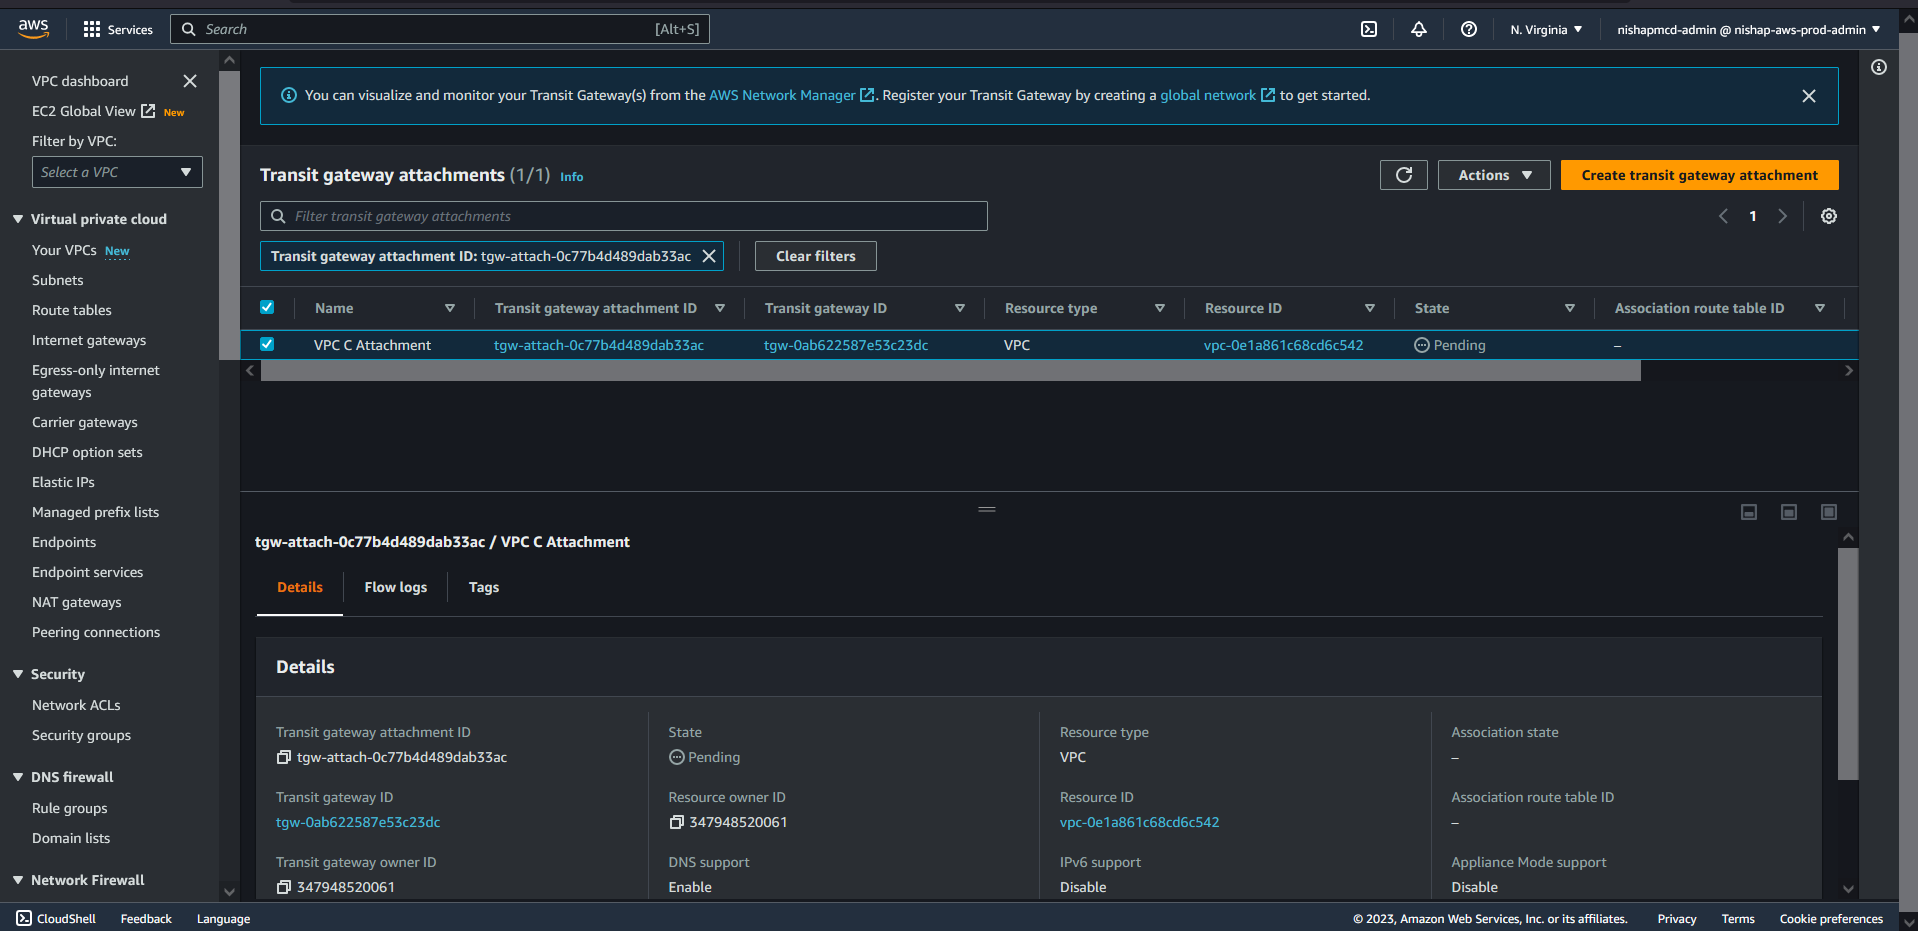 aws Services Search [Alt+S] N. Virginia nishapmcd-admin @ nishap-aws-prod-admin
VPC dashboard
EC2 Global View New
Filter by VPC:
Select a VPC
Virtual private cloud
Your VPCs New
Subnets
Route tables
Internet gateways
Egress-only internet
gateways
Carrier gateways
DHCP option sets
Elastic IPs
Managed prefix lists
Endpoints
Endpoint services
NAT gateways
Peering connections
Security
Network ACLs
Security groups
DNS firewall
Rule groups
Domain lists
Network Firewall
You can visualize and monitor your Transit Gateway(s) from the AWS Network Manager. Register your Transit Gateway by creating a global network to get started.
Transit gateway attachments (1/1) Info
Actions
Create transit gateway attachment
Filter transit gateway attachments
1
Transit gateway attachment ID: tgw-attach-0c77b4d489dab33ac
Clear filters
Name Transit gateway attachment ID Transit gateway ID Resource type Resource ID State Association route table ID
VPC C Attachment tgw-attach-0c77b4d489dab33ac tgw-0ab622587e53c23dc VPC vpc-0e1a861c68cd6c542 Pending –
tgw-attach-0c77b4d489dab33ac / VPC C Attachment
Details Flow logs Tags
Details
Transit gateway attachment ID State Resource type Association state
tgw-attach-0c77b4d489dab33ac Pending VPC –
Transit gateway ID Resource owner ID Resource ID Association route table ID
tgw-0ab622587e53c23dc 347948520061 vpc-0e1a861c68cd6c542 –
Transit gateway owner ID DNS support IPv6 support Appliance Mode support
347948520061 Enable Disable Disable
CloudShell Feedback Language © 2023, Amazon Web Services, Inc. or its affiliates. Privacy Terms Cookie preferences